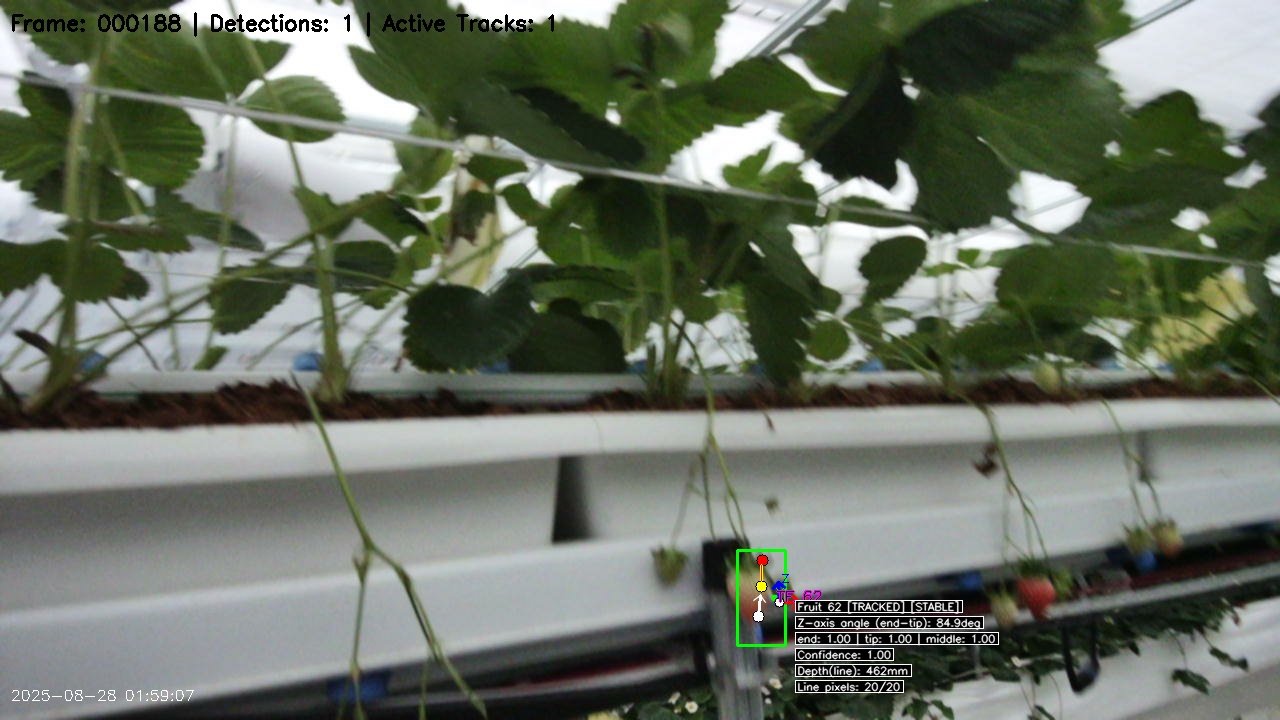 Frame: 000188 | Detections: 1 | Active Tracks: 1
Z
Fruit 62 [TRACKED] [STABLE]
Z-axis angle (end-tip): 84.9deg
end: 1.00 | tip: 1.00 | middle: 1.00
Confidence: 1.00
Depth(line): 462mm
Line pixels: 20/20
2025-08-28 01:59:07